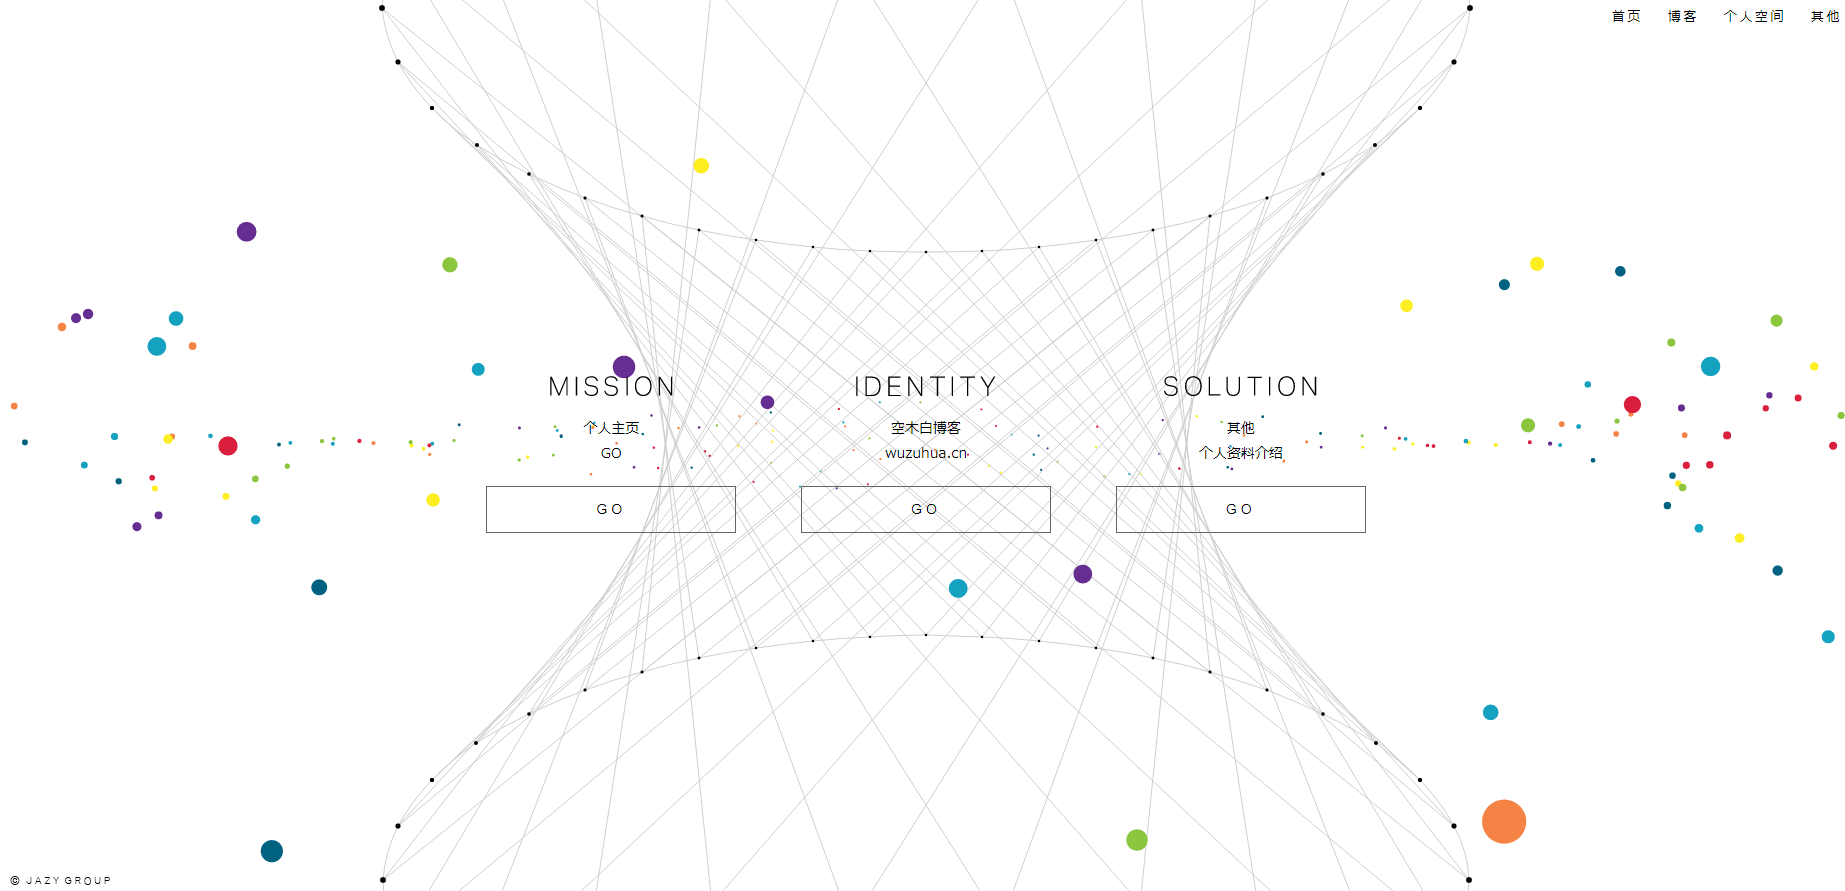 首页 博客 个人空间 其他
MISSION
个人主页
GO
GO
IDENTITY
空木白博客
wuzuhua.cn
GO
SOLUTION
其他
个人资料介绍
GO
© JAZY GROUP